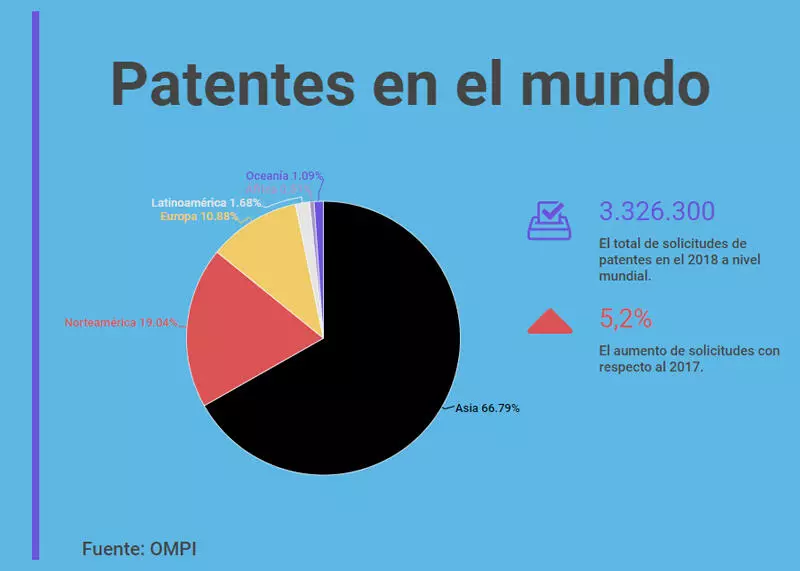 Patentes en el mundo
Oceanía 1.09%
Latinoamérica 1.68%
Europa 10.88%
Norteamérica 19.04%
Asia 66.79%
3.326.300
El total de solicitudes de
patentes en el 2018 a nivel
mundial.
5,2%
El aumento de solicitudes con
respecto al 2017.
Fuente: OMPI